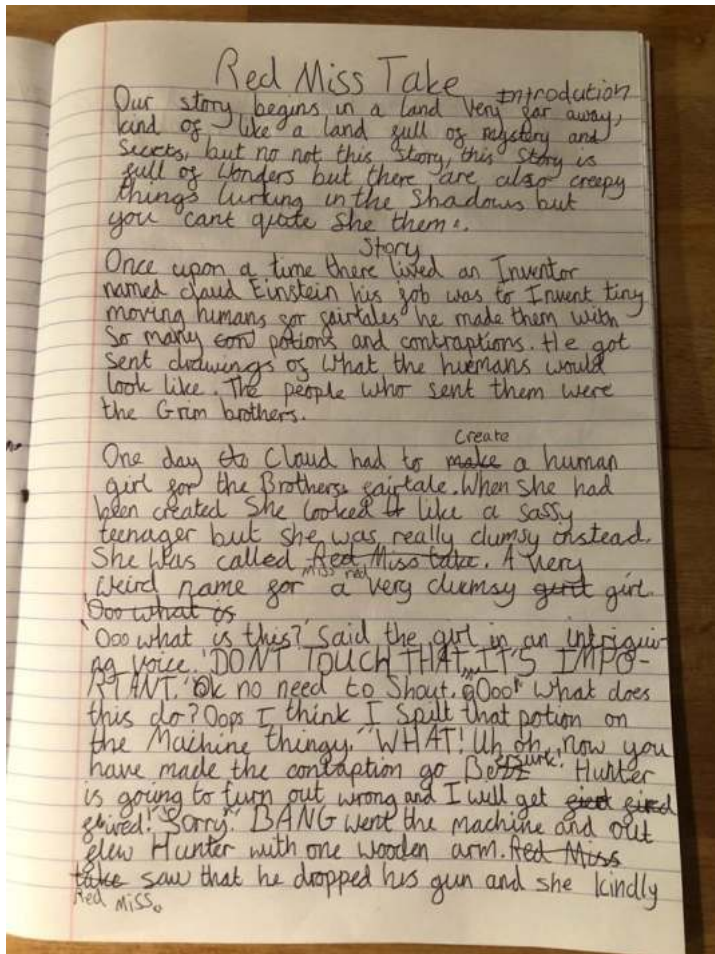 Red Miss Take
Introdution
Our story begins in a land very far away,
kind of like a land full of mystery and
secrets, but no not this story, this story is
full of wonders but there are also creepy
things lurking in the shadows but
you cant quote she them.
Story
Once upon a time there lived an Inventor
named cloud Einstein his job was to Invent tiny
moving humans for fairtales he made them with
So many con potions and contraptions. He got
sent drawings of what the humans would
look like. The people who sent them were
the Grim brothers.
Create
One day to Cloud had to make a human
girl for the Brothers fairtale. When she had
been created She looked like a sassy
teenager but she was really clumsy instead.
She was called Red Miss take. A very
miss red
weird name for a very clumsy girl.
Ooo what is
'Ooo what is this?' Said the girl in an intrigui-
ng voice. 'DONT TOUCH THAT, IT'S IMPO-
RTANT.' 'Ok no need to Shout. Ooo" What does
this do? Oops I think I Spilt that potion on
the Machine thingy.' 'WHAT! Uh oh, now you
have made the contaption go Hunter
is going to turn out wrong and I will get
fired!' 'Sorry.' BANG went the machine and out
flew Hunter with one wooden arm. Red Miss
take saw that he dropped his gun and she kindly
Red Miss.